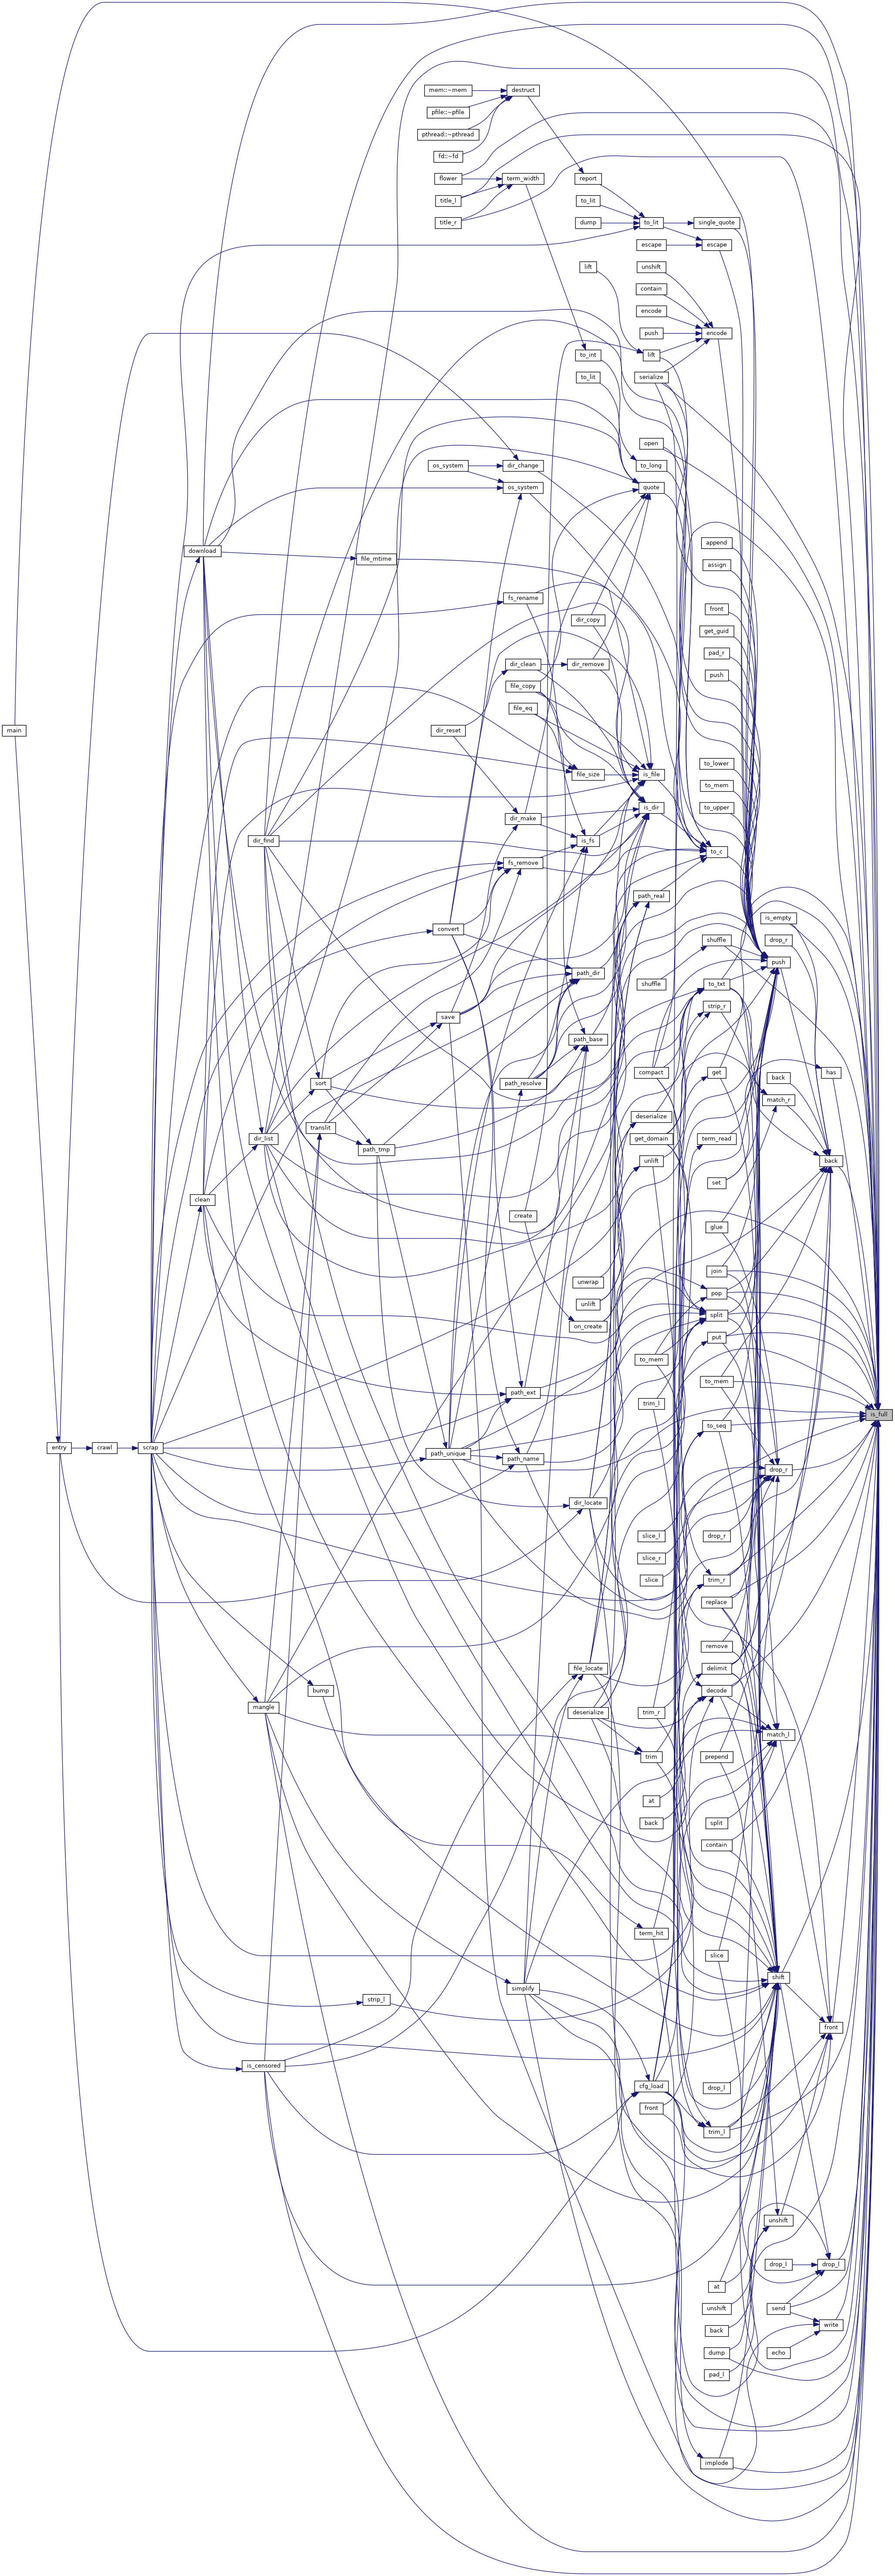 mem::~mem
destruct
pfile::~pfile
pthread::~pthread
fd::~fd
flower
term_width
report
title_l
to_lit
title_r
dump
to_lit
single_quote
escape
escape
lift
unshift
contain
encode
push
encode
to_int
lift
to_lit
serialize
open
os_system
dir_change
to_long
os_system
quote
append
download
file_mtime
assign
fs_rename
front
dir_copy
get_guid
pad_r
dir_clean
dir_remove
push
file_copy
file_eq
main
dir_reset
to_lower
file_size
is_file
to_mem
is_dir
to_upper
dir_make
dir_find
is_fs
to_c
fs_remove
path_real
is_empty
convert
shuffle
drop_r
push
path_dir
shuffle
to_txt
strip_r
save
path_base
compact
get
has
sort
path_resolve
back
match_r
deserialize
translit
dir_list
get_domain
term_read
path_tmp
unlift
back
set
clean
create
glue
join
unwrap
pop
unlift
split
on_create
put
to_mem
to_mem
path_ext
trim_l
is_full
to_seq
entry
crawl
scrap
path_unique
path_name
drop_r
dir_locate
slice_l
drop_r
slice_r
slice
trim_r
replace
remove
file_locate
delimit
bump
decode
mangle
deserialize
trim_r
match_l
trim
prepend
at
back
split
contain
term_hit
slice
shift
simplify
strip_l
front
is_censored
cfg_load
drop_l
front
trim_l
unshift
drop_l
drop_l
at
unshift
send
back
write
dump
echo
pad_l
implode